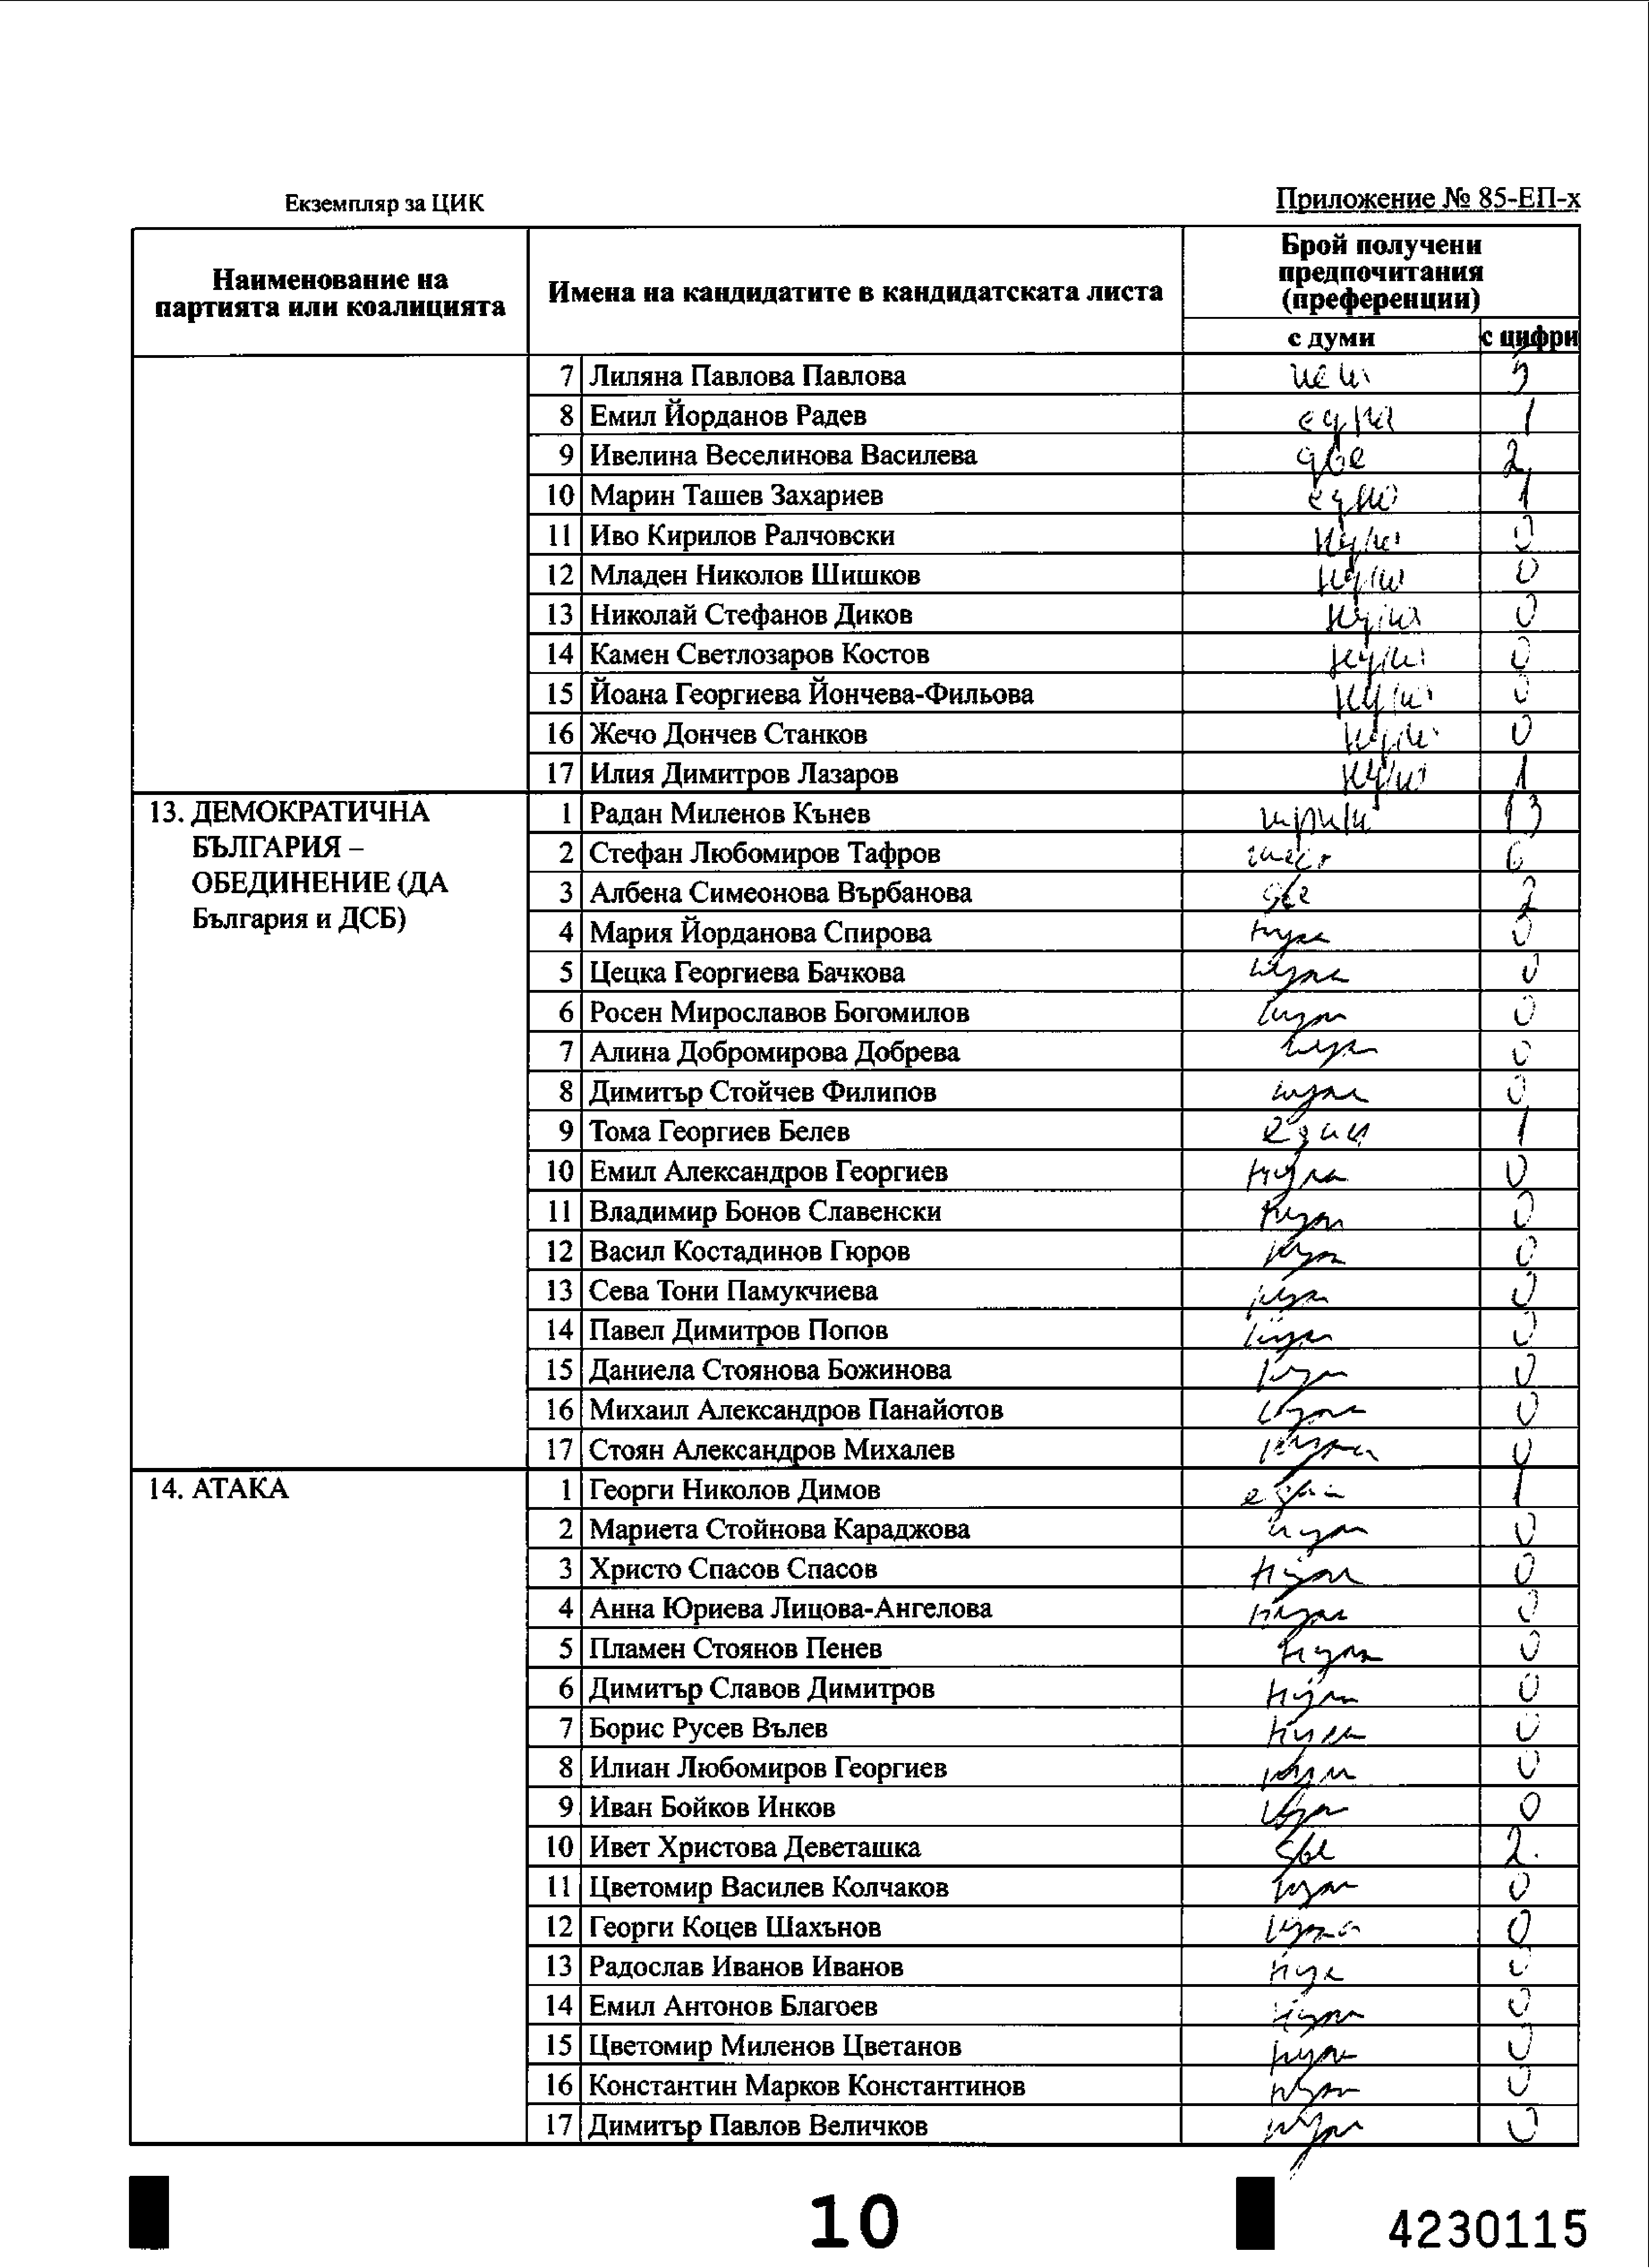 Екземпляр за ЦИК
Приложение № 85-ЕП-х
Наименование на
партията или коалицията
Имена на кандидатите в кандидатската листа
Брой получени
предпочитания
(преференции)
с думи с цифри
7 Лиляна Павлова Павлова
8 Емил Йорданов Радев една 1
9 Ивелина Веселинова Василева две 2
10 Марин Ташев Захариев 1
11 Иво Кирилов Ралчовски нула 0
12 Младен Николов Шишков нула 0
13 Николай Стефанов Диков нула 0
14 Камен Светлозаров Костов нула 0
15 Йоана Георгиева Йончева-Фильова нула 0
16 Жечо Дончев Станков нула 0
17 Илия Димитров Лазаров нула 1
13. ДЕМОКРАТИЧНА
БЪЛГАРИЯ –
ОБЕДИНЕНИЕ (ДА
България и ДСБ)
1 Радан Миленов Кънев 13
2 Стефан Любомиров Тафров шест 6
3 Албена Симеонова Върбанова две 2
4 Мария Йорданова Спирова нула 0
5 Цецка Георгиева Бачкова нула 0
6 Росен Мирославов Богомилов нула 0
7 Алина Добромирова Добрева нула 0
8 Димитър Стойчев Филипов нула 0
9 Тома Георгиев Белев един 1
10 Емил Александров Георгиев нула 0
11 Владимир Бонов Славенски нула 0
12 Васил Костадинов Гюров нула 0
13 Сева Тони Памукчиева нула 0
14 Павел Димитров Попов нула 0
15 Даниела Стоянова Божинова нула 0
16 Михаил Александров Панайотов нула 0
17 Стоян Александров Михалев нула 0
14. АТАКА
1 Георги Николов Димов 1
2 Мариета Стойнова Караджова нула 0
3 Христо Спасов Спасов нула 0
4 Анна Юриева Лицова-Ангелова нула 0
5 Пламен Стоянов Пенев нула 0
6 Димитър Славов Димитров нула 0
7 Борис Русев Вълев нула 0
8 Илиан Любомиров Георгиев нула 0
9 Иван Бойков Инков нула 0
10 Ивет Христова Деветашка две 2
11 Цветомир Василев Колчаков нула 0
12 Георги Коцев Шахънов нула 0
13 Радослав Иванов Иванов нула 0
14 Емил Антонов Благоев нула 0
15 Цветомир Миленов Цветанов нула 0
16 Константин Марков Константинов нула 0
17 Димитър Павлов Величков нула 0
10
4230115